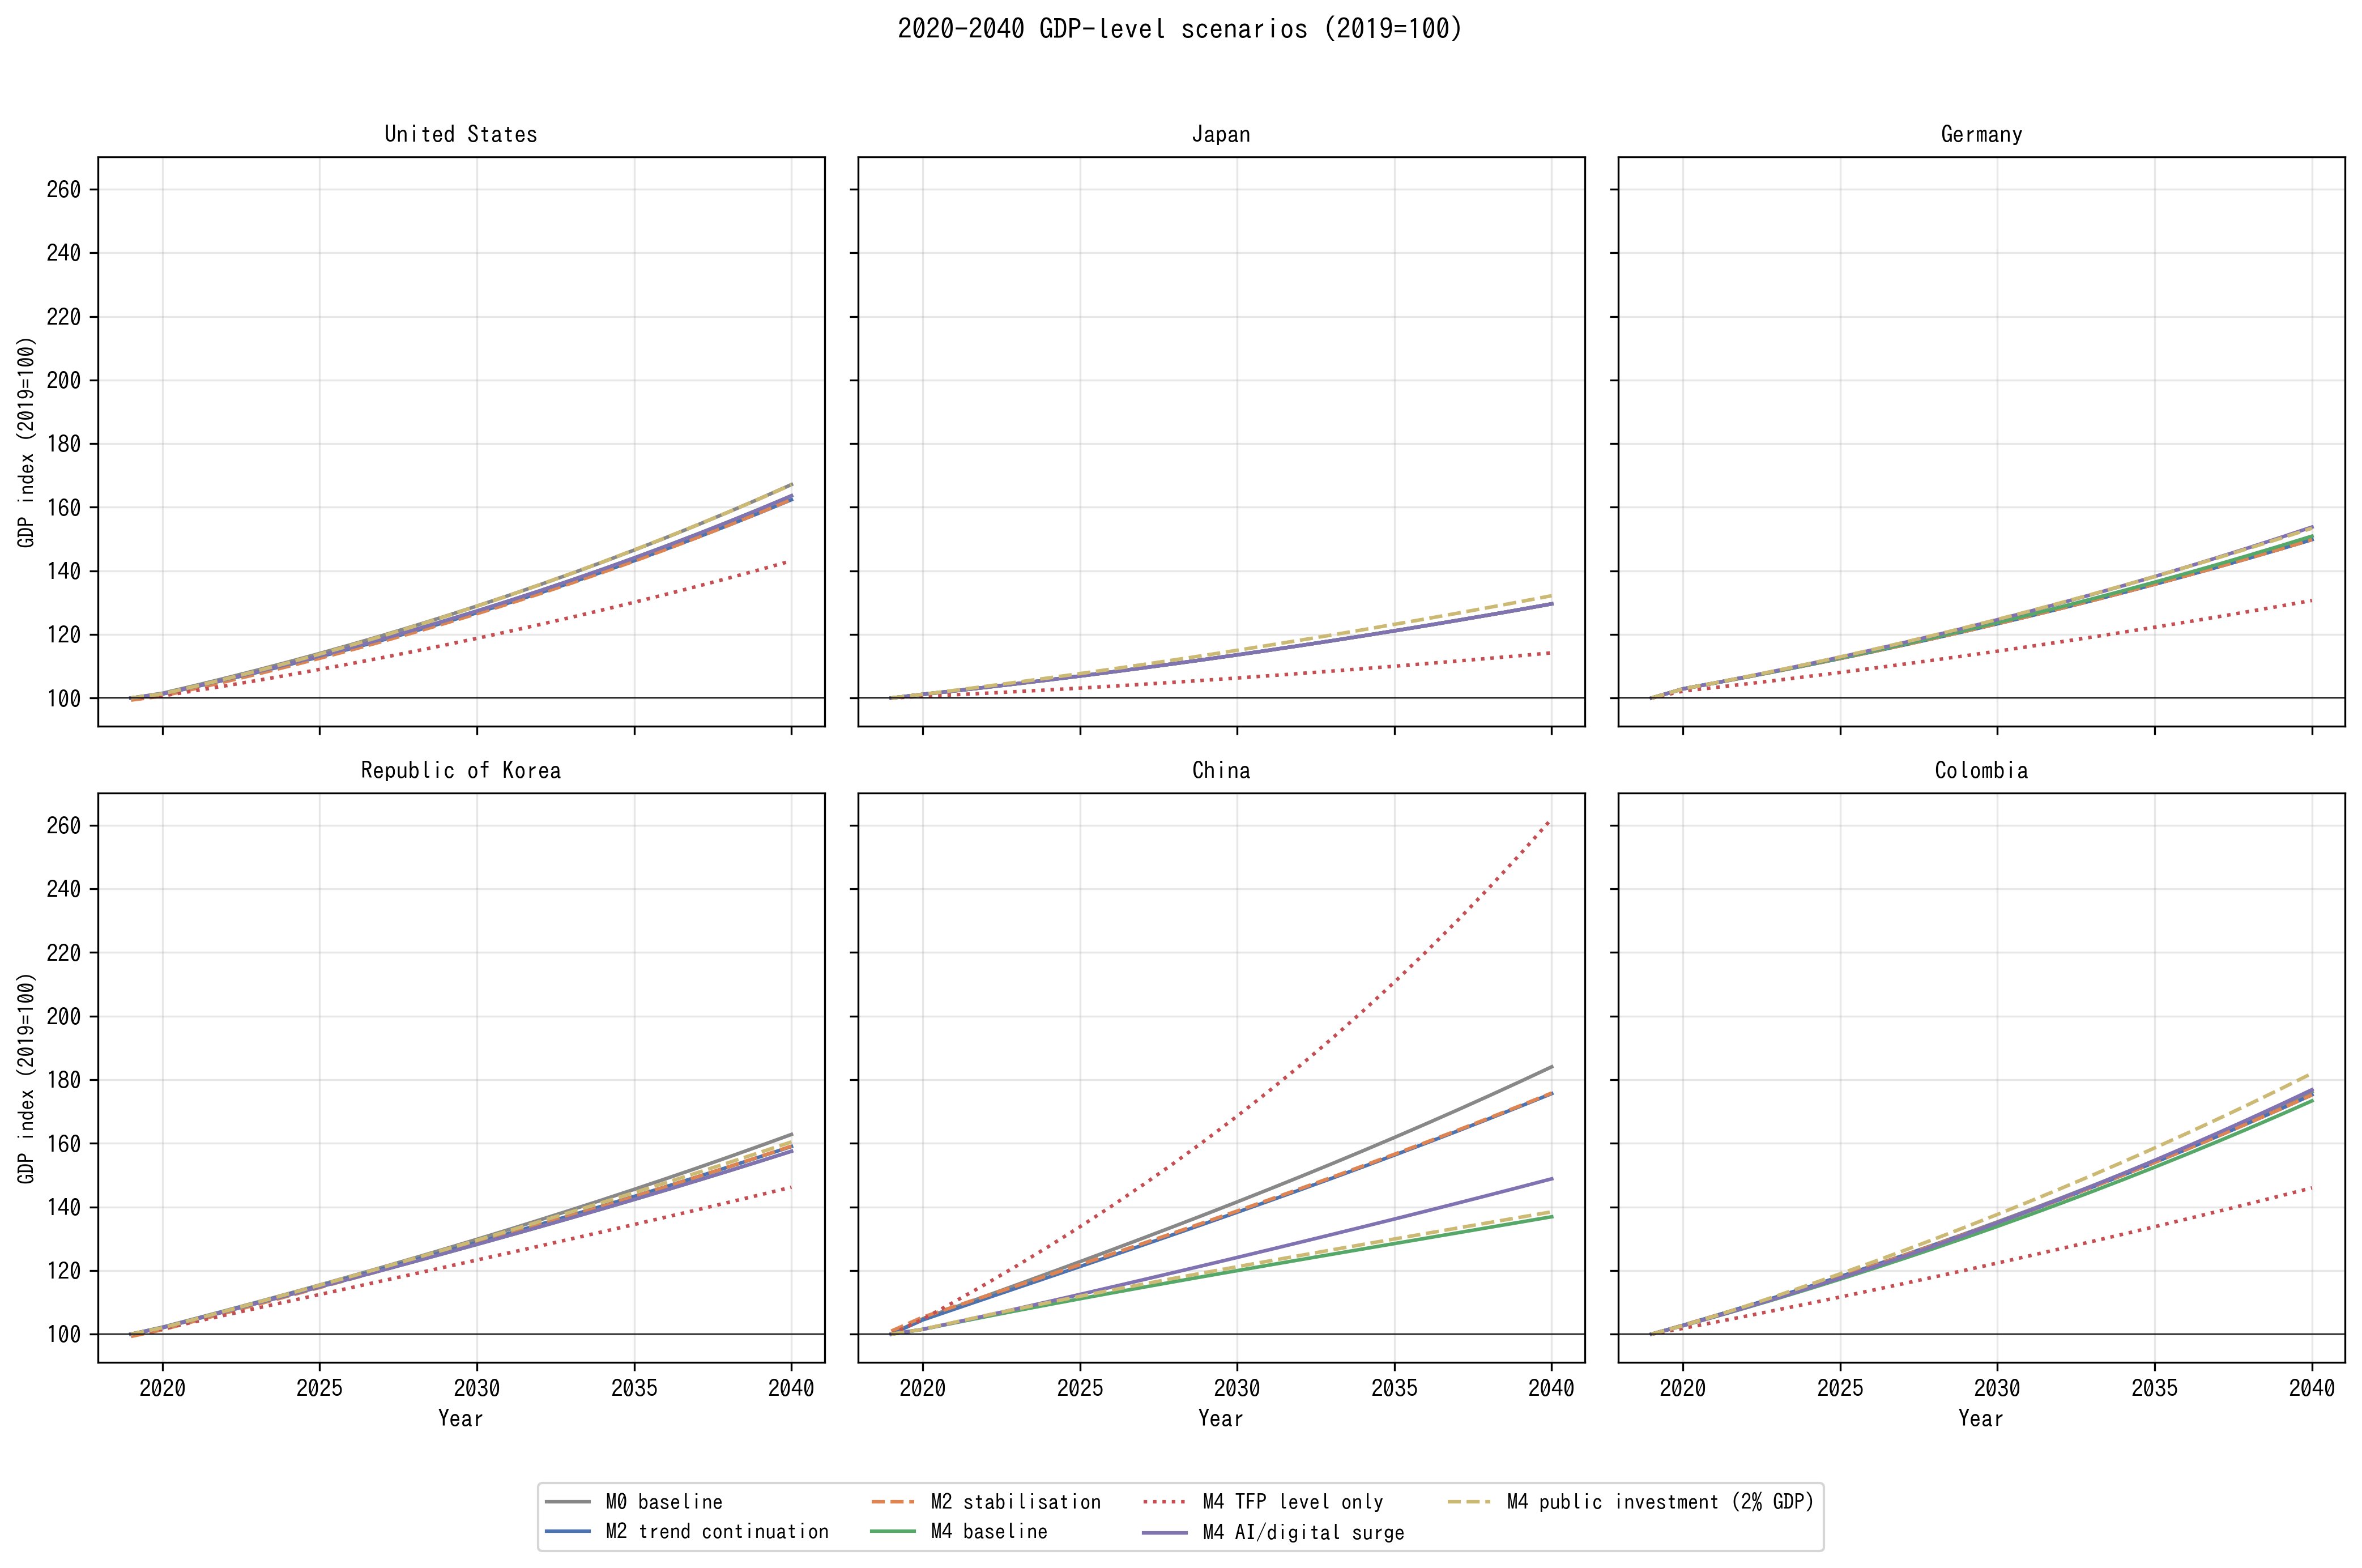 2020-2040 GDP-level scenarios (2019=100)
United States
Japan
Germany
GDP index (2019=100)
260
240
220
200
180
160
140
120
100
Republic of Korea
China
Colombia
GDP index (2019=100)
260
240
220
200
180
160
140
120
100
2020 2025 2030 2035 2040
2020 2025 2030 2035 2040
2020 2025 2030 2035 2040
Year
Year
Year
M0 baseline
M2 stabilisation
M4 TFP level only
M4 public investment (2% GDP)
M2 trend continuation
M4 baseline
M4 AI/digital surge